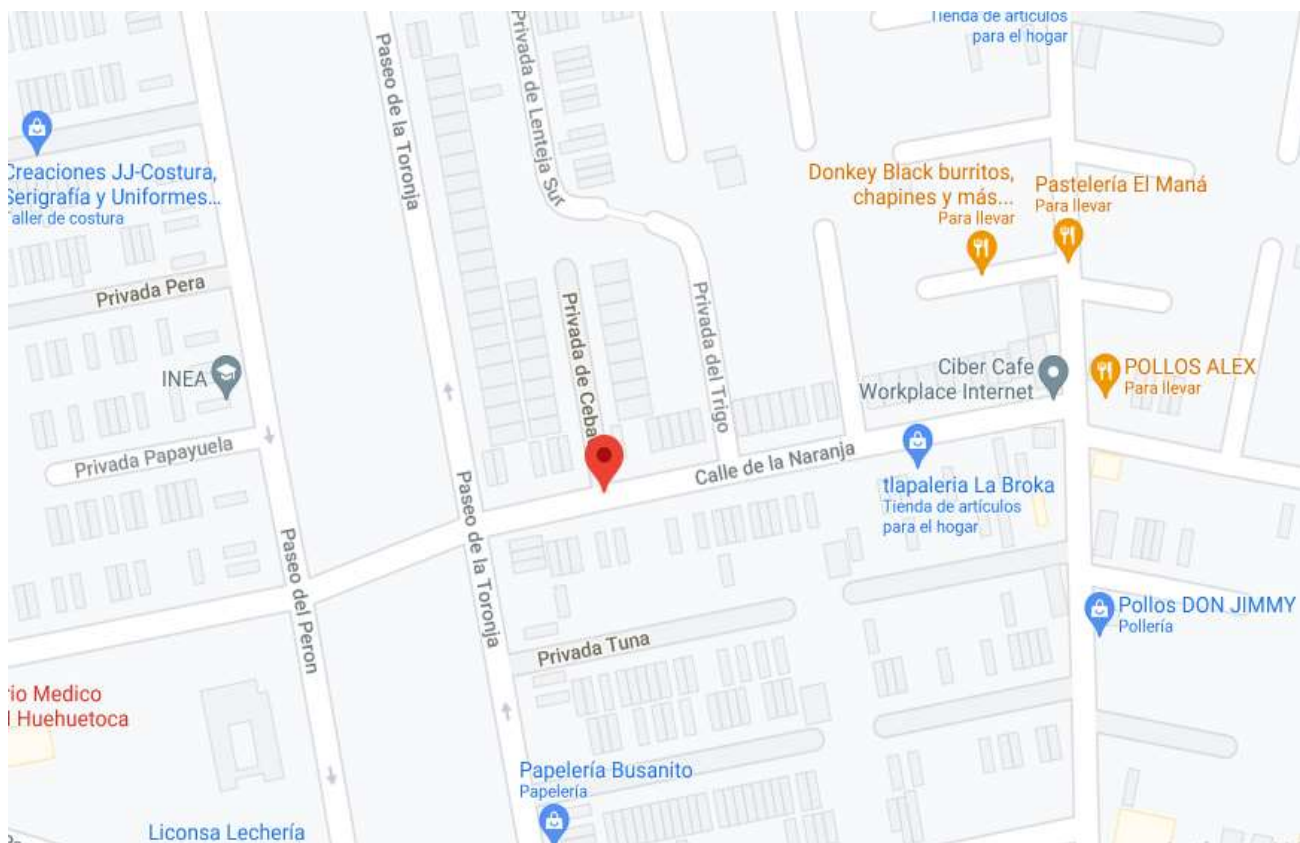 Tienda de artículos
para el hogar
Paseo de la Toronja
Privada de Lenteja Sur
Creaciones JJ-Costura,
Serigrafía y Uniformes...
Taller de costura
Donkey Black burritos,
chapines y más...
Para llevar
Pastelería El Maná
Para llevar
Privada Pera
Privada de Ceba
Privada del Trigo
INEA
Ciber Cafe
Workplace Internet
POLLOS ALEX
Para llevar
Privada Papayuela
Calle de la Naranja
tlapaleria La Broka
Tienda de artículos
para el hogar
Paseo de la Toronja
Paseo del Peron
Pollos DON JIMMY
Pollería
Privada Tuna
io Medico
l Huehuetoca
Papelería Busanito
Papelería
Liconsa Lechería